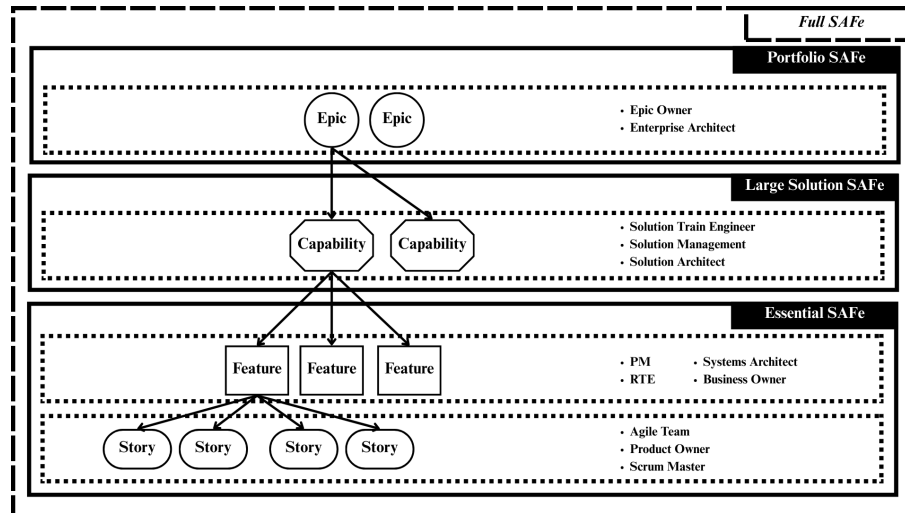 Full SAFe
Portfolio SAFe
Epic
Epic
• Epic Owner
• Enterprise Architect
Large Solution SAFe
Capability
Capability
• Solution Train Engineer
• Solution Management
• Solution Architect
Essential SAFe
Feature
Feature
Feature
• PM • Systems Architect
• RTE • Business Owner
Story
Story
Story
Story
• Agile Team
• Product Owner
• Scrum Master